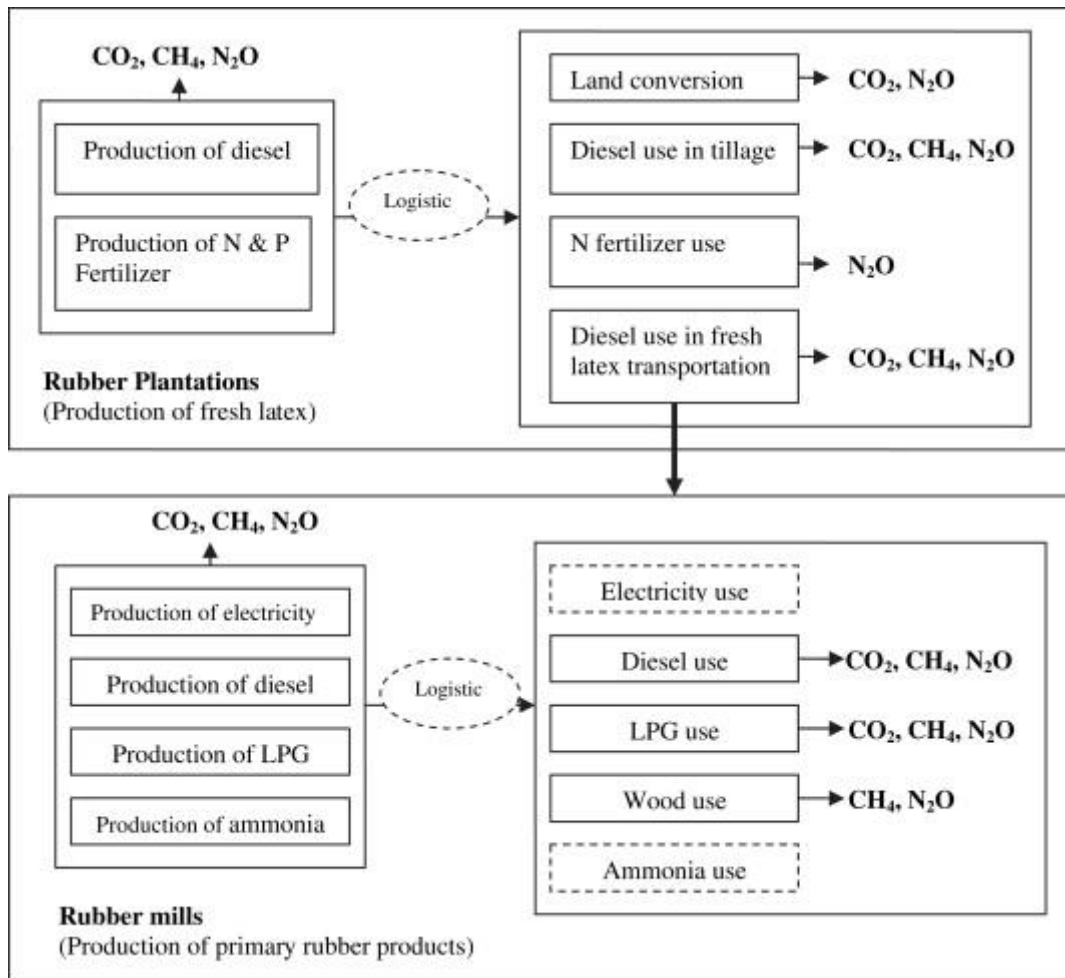 CO₂, CH₄, N₂O
Production of diesel
Production of N & P
Fertilizer
Logistic
Land conversion
CO₂, N₂O
Diesel use in tillage
CO₂, CH₄, N₂O
N fertilizer use
N₂O
Diesel use in fresh
latex transportation
CO₂, CH₄, N₂O
Rubber Plantations
(Production of fresh latex)
CO₂, CH₄, N₂O
Production of electricity
Production of diesel
Production of LPG
Production of ammonia
Logistic
Electricity use
Diesel use
CO₂, CH₄, N₂O
LPG use
CO₂, CH₄, N₂O
Wood use
CH₄, N₂O
Ammonia use
Rubber mills
(Production of primary rubber products)